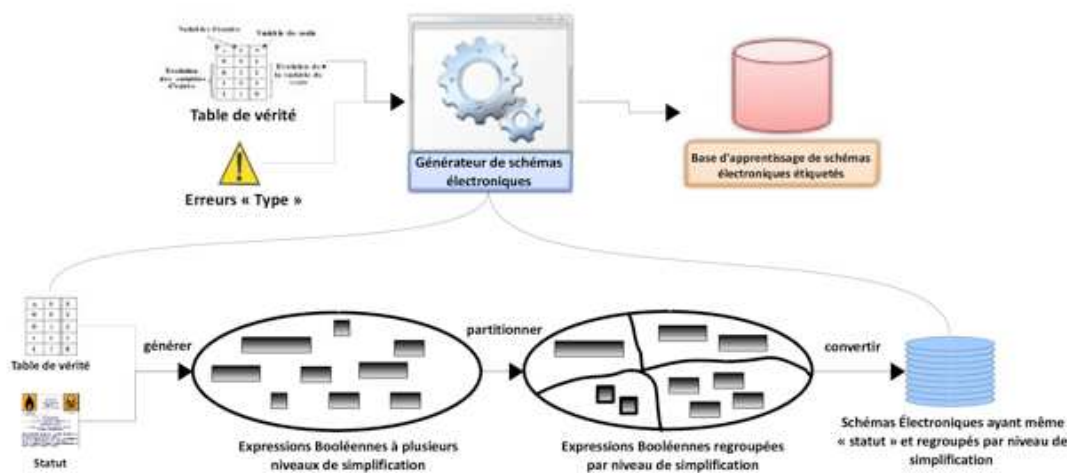 Table de vérité
Erreurs « Type »
Générateur de schémas
électroniques
Base d'apprentissage de schémas
électroniques étiquetés
Table de vérité
Statut
générer
Expressions Booléennes à plusieurs
niveaux de simplification
partitionner
Expressions Booléennes regroupées
par niveau de simplification
convertir
Schémas Électroniques ayant même
« statut » et regroupés par niveau de
simplification